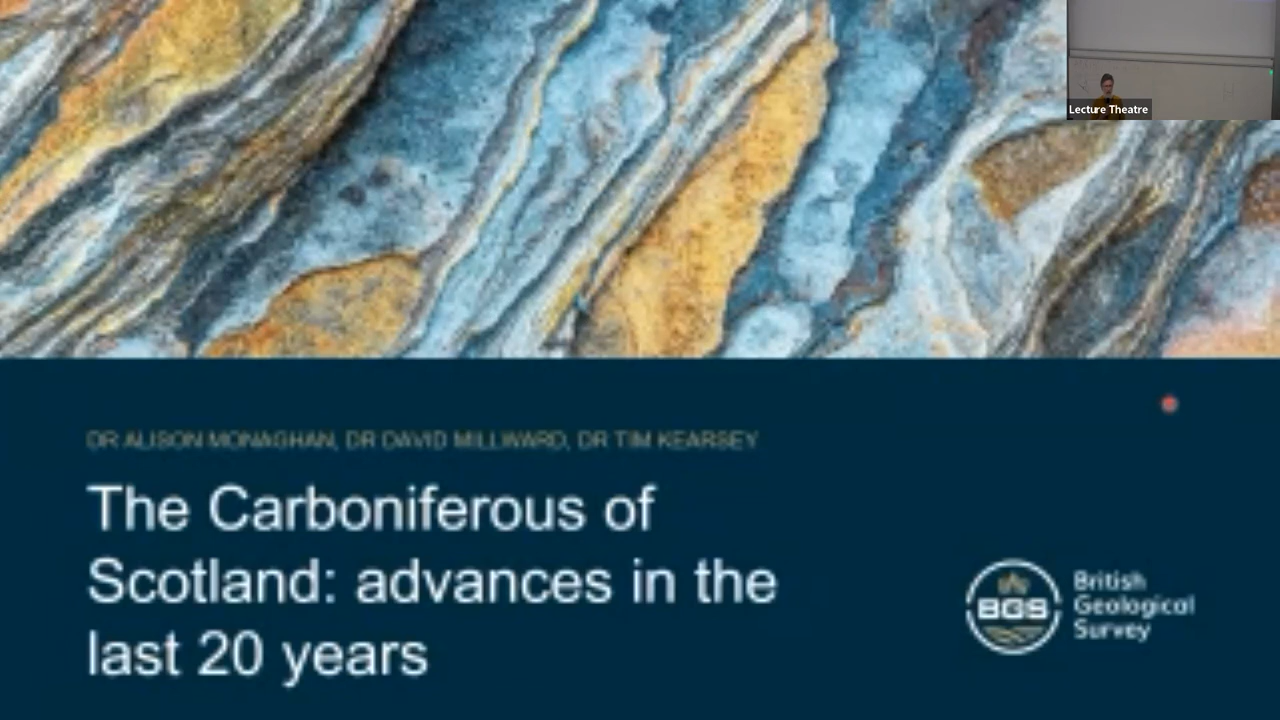 Lecture Theatre
DR ALISON MONAGHAN, DR DAVID MILLWARD, DR TIM KEARSEY
The Carboniferous of
Scotland: advances in the
last 20 years
BGS
British
Geological
Survey